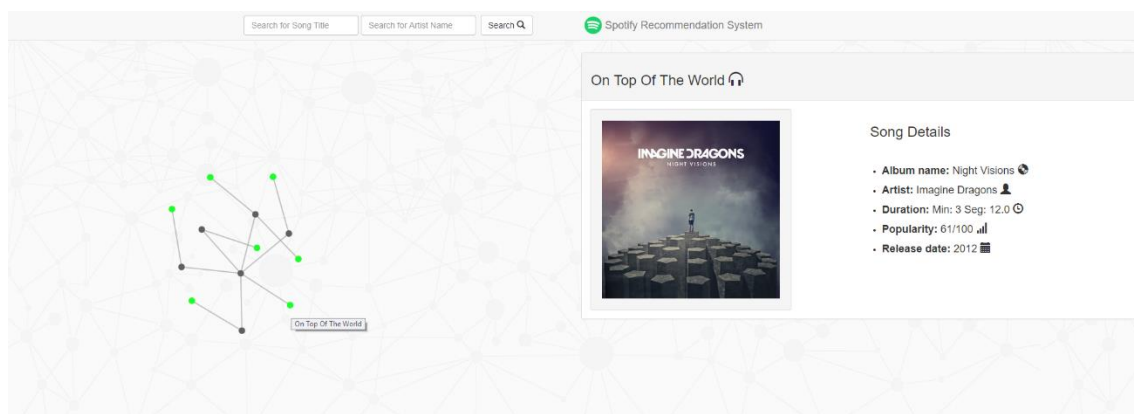 Search for Song Title
Search for Artist Name
Search
Spotify Recommendation System
On Top Of The World
IMAGINE DRAGONS
NIGHT VISIONS
Song Details
Album name: Night Visions
Artist: Imagine Dragons
Duration: Min: 3 Seg: 12.0
Popularity: 61/100
Release date: 2012
On Top Of The World